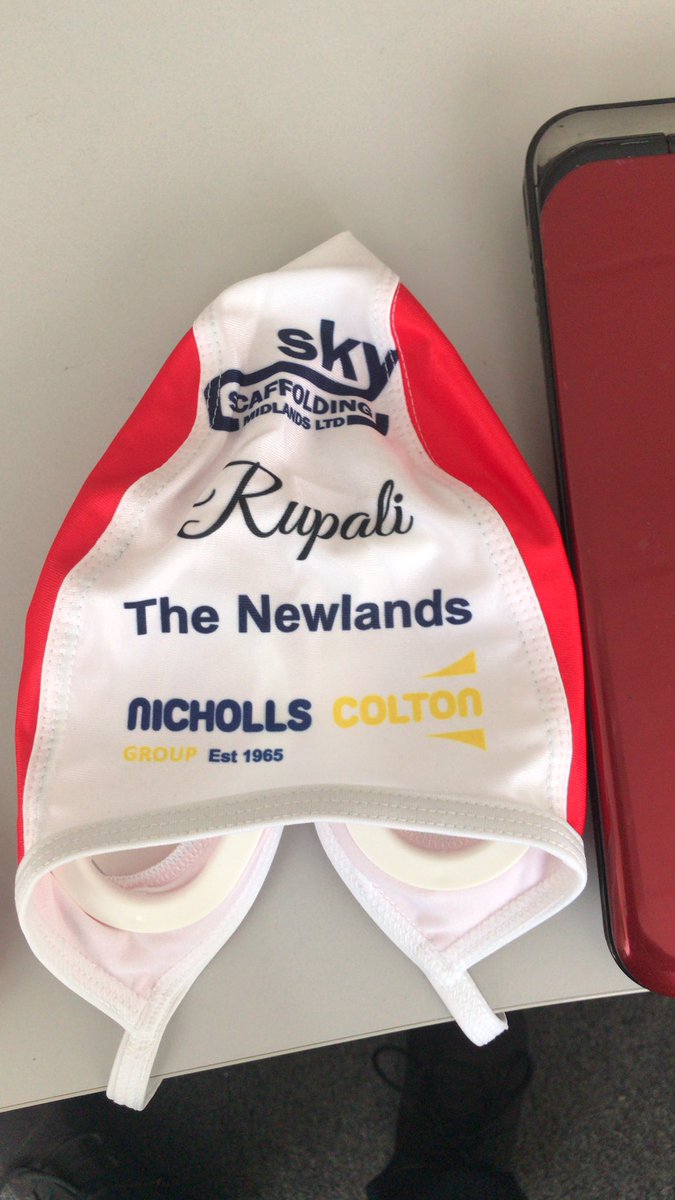 sky
SCAFFOLDING
MIDLANDS LTD
Rupali
The Newlands
NICHOLLS COLTON
GROUP Est 1965